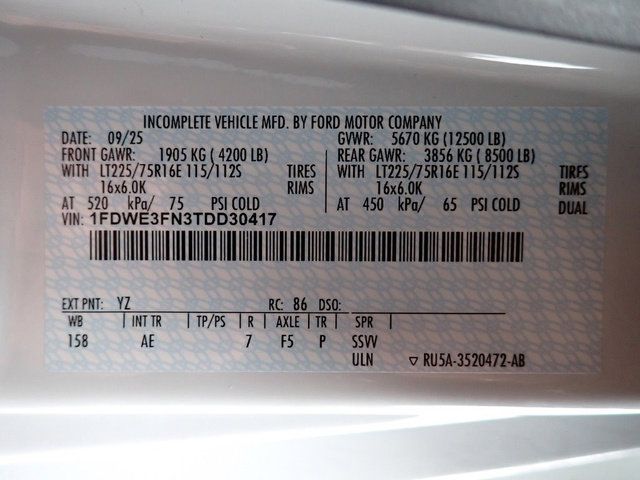 INCOMPLETE VEHICLE MFD. BY FORD MOTOR COMPANY
DATE: 09/25 GVWR: 5670 KG (12500 LB)
FRONT GAWR: 1905 KG ( 4200 LB) REAR GAWR: 3856 KG ( 8500 LB)
WITH LT225/75R16E 115/112S TIRES WITH LT225/75R16E 115/112S TIRES
16x6.0K RIMS 16x6.0K RIMS
AT 520 kPa/ 75 PSI COLD AT 450 kPa/ 65 PSI COLD DUAL
VIN: 1FDWE3FN3TDD30417
EXT PNT: YZ RC: 86 DSO:
WB | INT TR | TP/PS | R | AXLE | TR | SPR |
158 AE 7 F5 P SSVV
ULN ▽ RU5A-3520472-AB